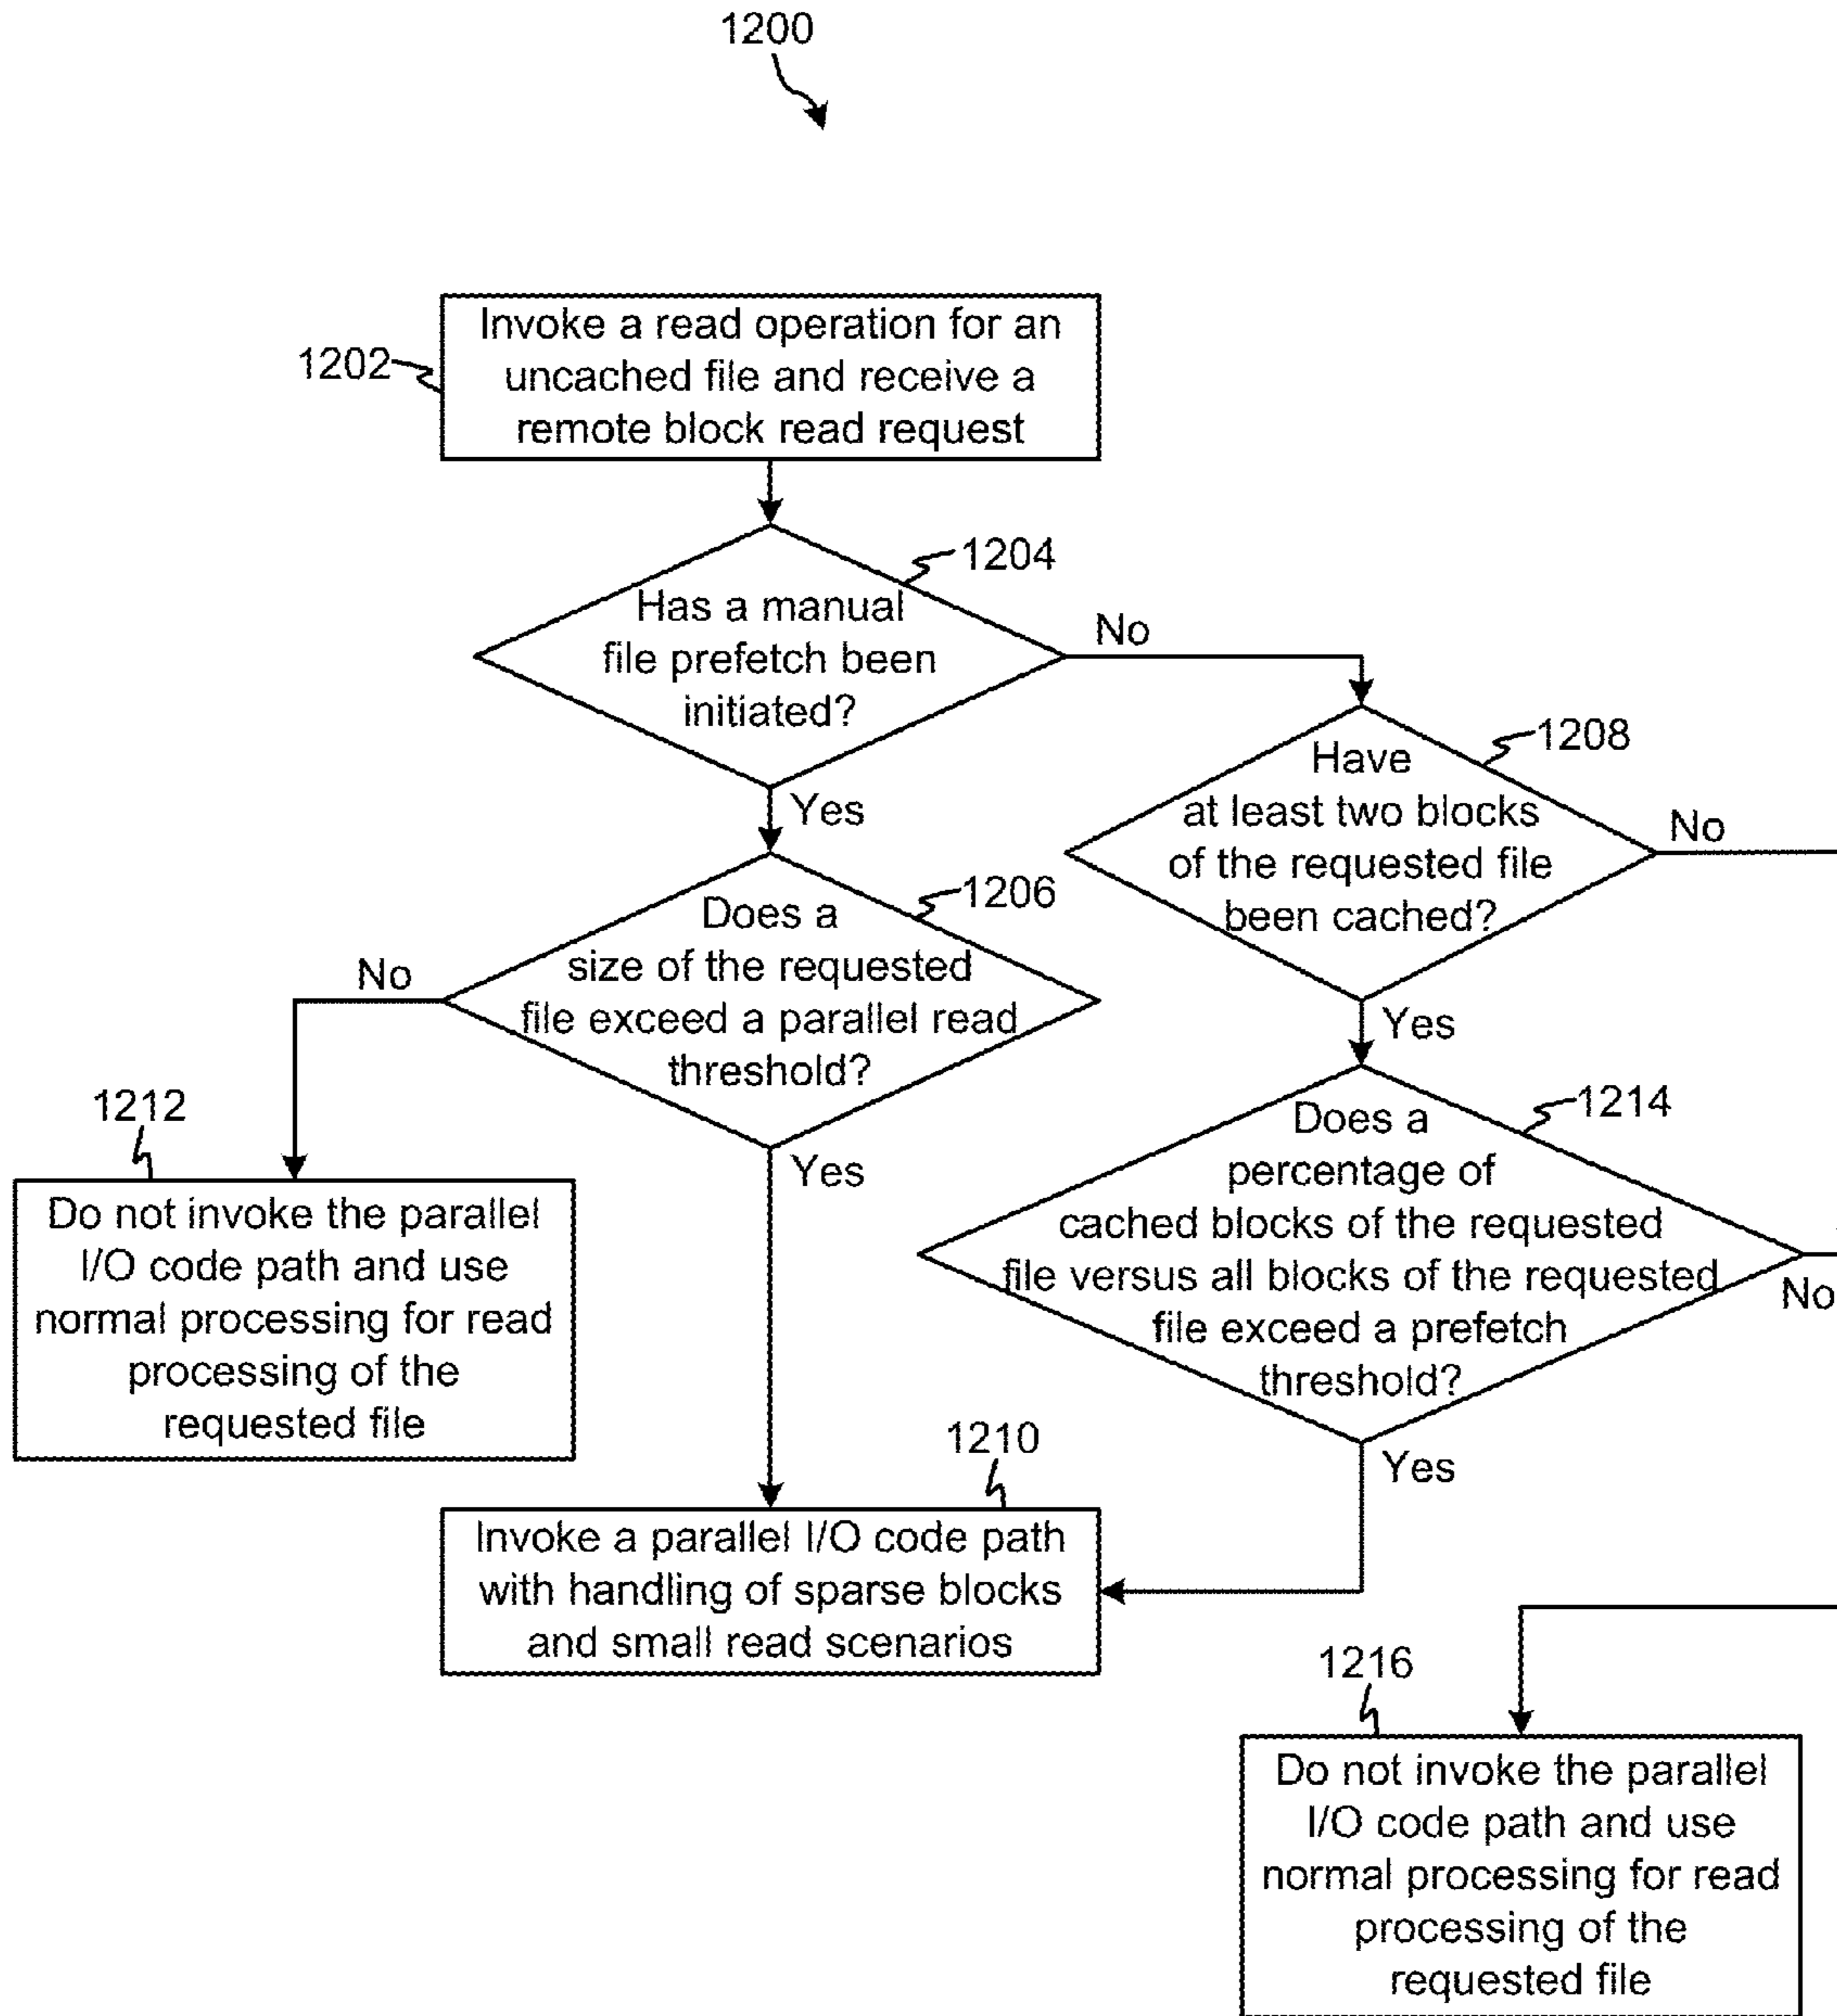 1200
1202
Invoke a read operation for an
uncached file and receive a
remote block read request
1204
Has a manual
file prefetch been
initiated?
No
Yes
1208
Have
at least two blocks
of the requested file
been cached?
No
Yes
1206
Does a
size of the requested
file exceed a parallel read
threshold?
No
Yes
1212
Do not invoke the parallel
I/O code path and use
normal processing for read
processing of the
requested file
1214
Does a
percentage of
cached blocks of the requested
file versus all blocks of the requested
file exceed a prefetch
threshold?
No
Yes
1210
Invoke a parallel I/O code path
with handling of sparse blocks
and small read scenarios
1216
Do not invoke the parallel
I/O code path and use
normal processing for read
processing of the
requested file